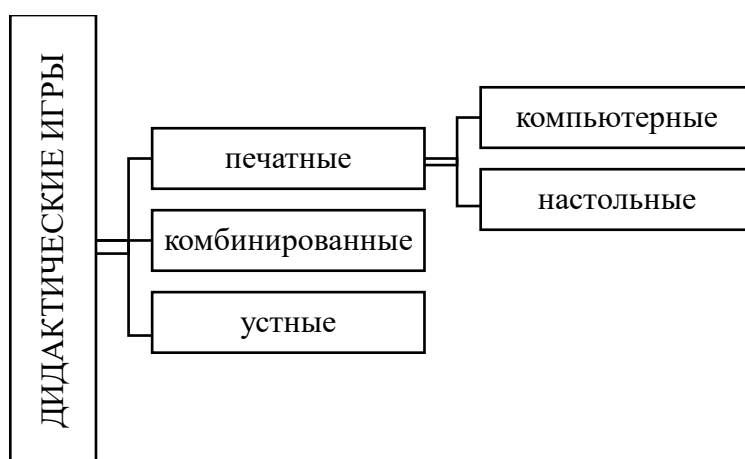 ДИДАКТИЧЕСКИЕ ИГРЫ
печатные
комбинированные
устные
компьютерные
настольные